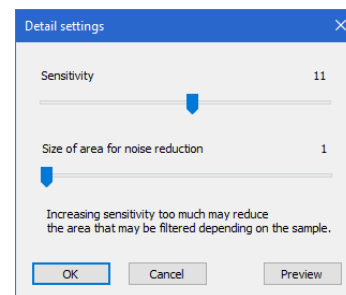 Detail settings
Sensitivity 11
Size of area for noise reduction 1
Increasing sensitivity too much may reduce
the area that may be filtered depending on the sample.
OK Cancel Preview